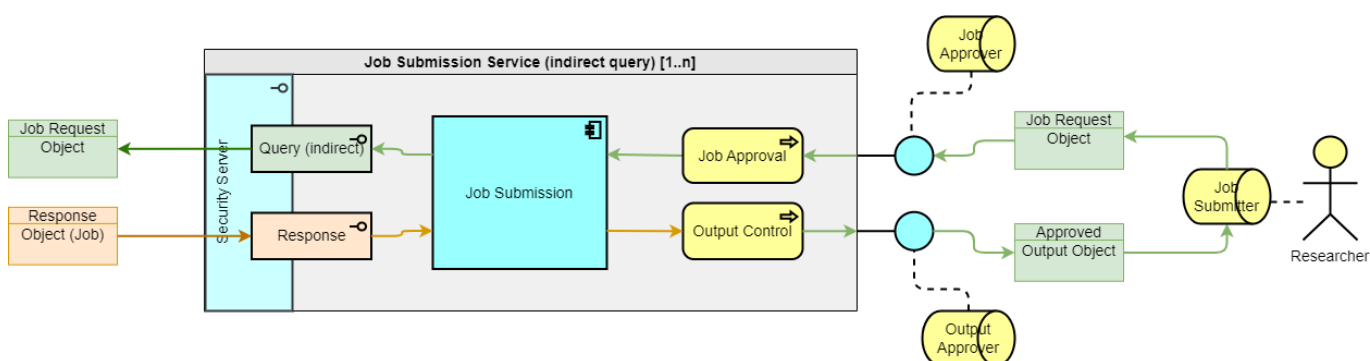 Job
Approver
Job Submission Service (indirect query) [1..n]
Job Request
Object
Security Server
Query (indirect)
Job Submission
Job Approval
Job Request
Object
Job
Submitter
Response
Object (Job)
Response
Output Control
Approved
Output Object
Researcher
Output
Approver